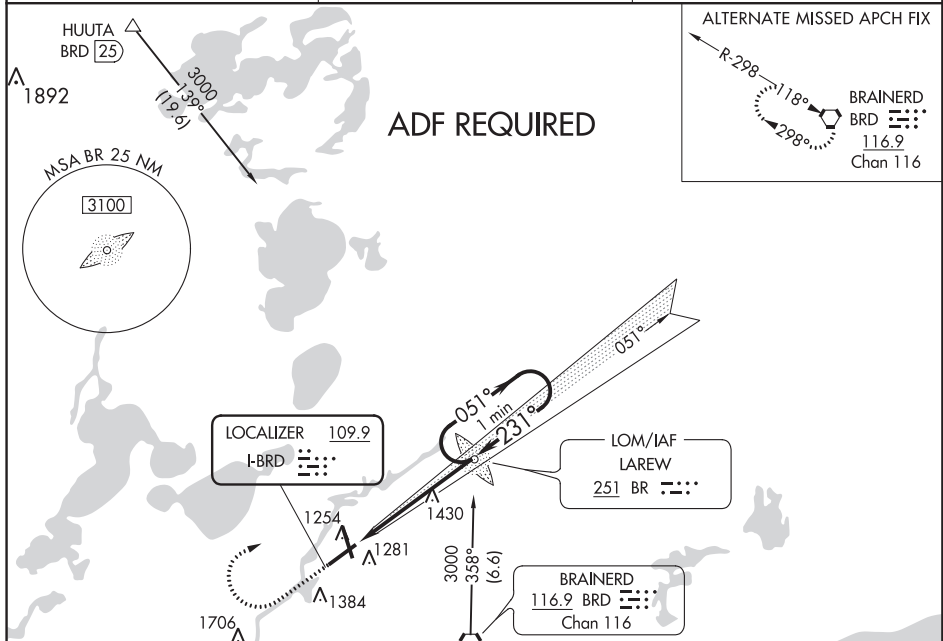 HUUTA
BRD 25
1892
3000
139°
(19.6)
ADF REQUIRED
ALTERNATE MISSED APCH FIX
R-298
118°
298°
BRAINERD
BRD
116.9
Chan 116
MSA BR 25 NM
3100
051°
051°
1 min
231°
LOCALIZER 109.9
I-BRD
LOM/IAF
LAREW
251 BR
1254
1430
1281
1384
1706
3000
358°
(6.6)
BRAINERD
116.9 BRD
Chan 116